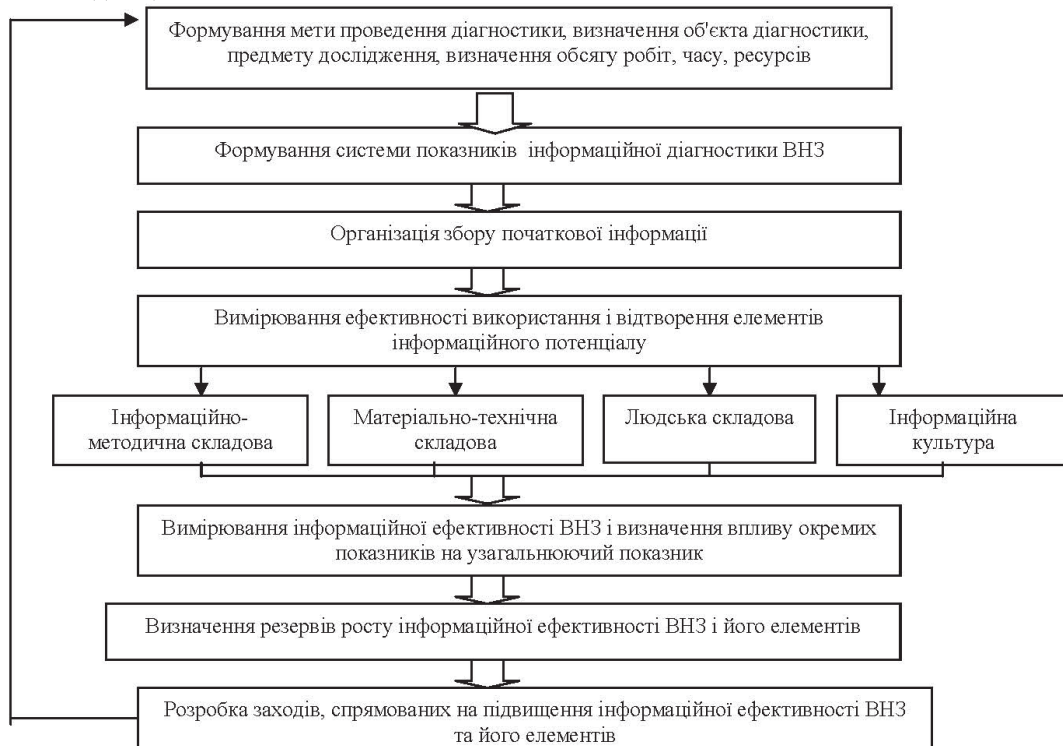 Формування мети проведення діагностики, визначення об'єкта діагностики,
предмету дослідження, визначення обсягу робіт, часу, ресурсів
Формування системи показників інформаційної діагностики ВНЗ
Організація збору початкової інформації
Вимірювання ефективності використання і відтворення елементів
інформаційного потенціалу
Інформаційно-
методична складова
Матеріально-технічна
складова
Людська складова
Інформаційна
культура
Вимірювання інформаційної ефективності ВНЗ і визначення впливу окремих
показників на узагальнюючий показник
Визначення резервів росту інформаційної ефективності ВНЗ і його елементів
Розробка заходів, спрямованих на підвищення інформаційної ефективності ВНЗ
та його елементів